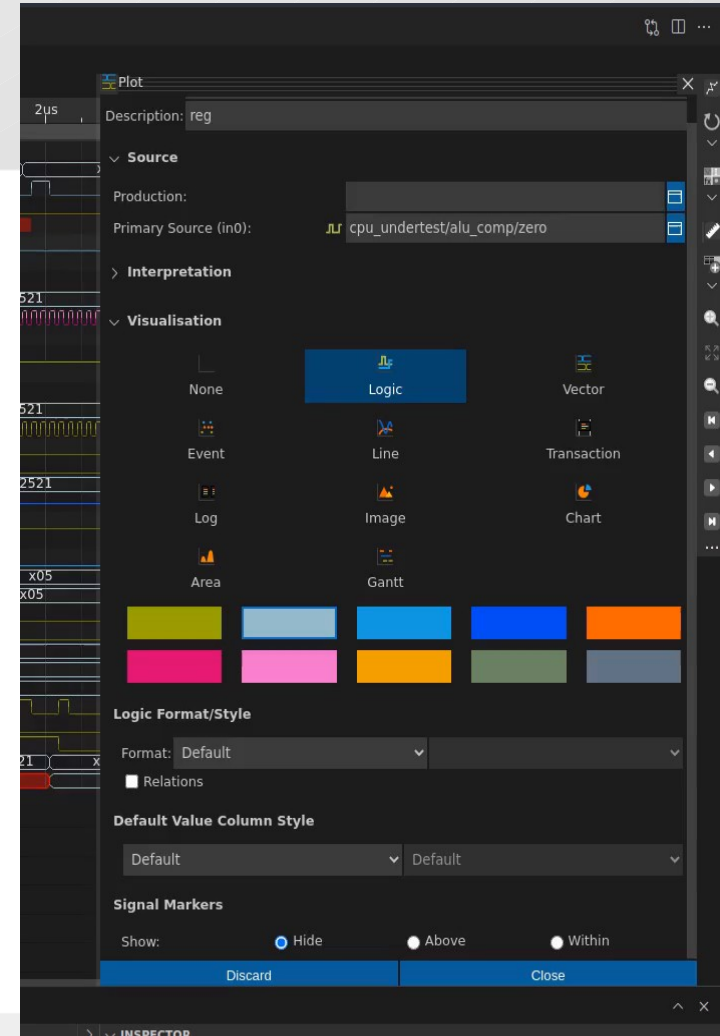 Plot
2µs
Description: reg
Source
Production:
Primary Source (in0): cpu_undertest/alu_comp/zero
Interpretation
521
Visualisation
None
Logic
Vector
521
Event
Line
Transaction
2521
Log
Image
Chart
x05
Area
Gantt
x05
Logic Format/Style
Format: Default
21
x
Relations
Default Value Column Style
Default
Default
Signal Markers
Show: Hide Above Within
Discard
Close
INSPECTOR